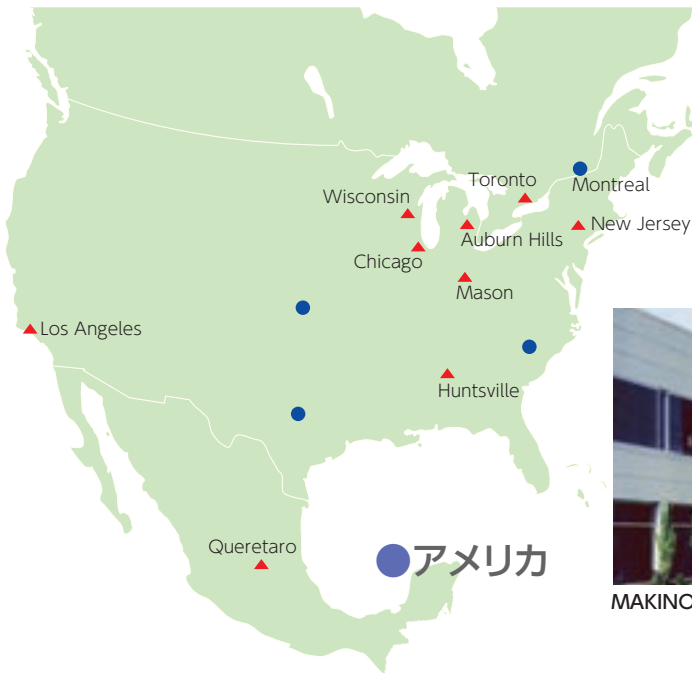 Toronto
Montreal
Wisconsin
New Jersey
Auburn Hills
Chicago
Mason
Los Angeles
Huntsville
Queretaro
アメリカ
MAKINO